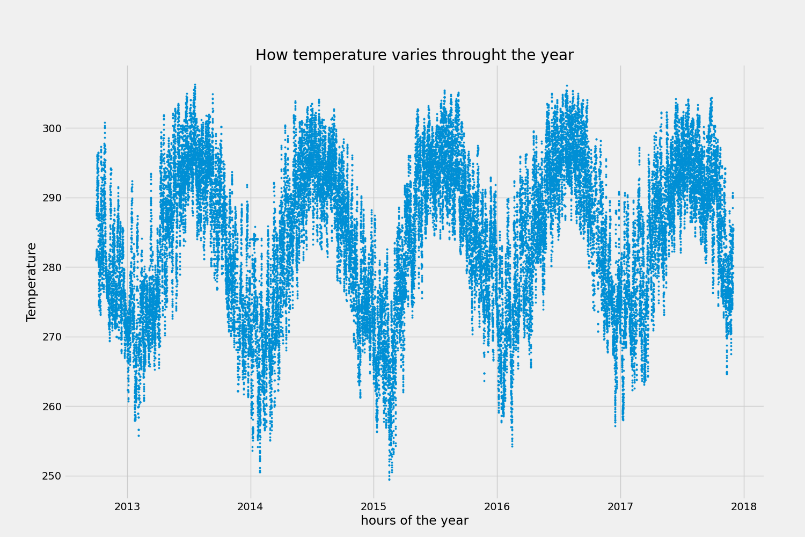 How temperature varies throught the year
Temperature
300
290
280
270
260
250
2013 2014 2015 2016 2017 2018
hours of the year